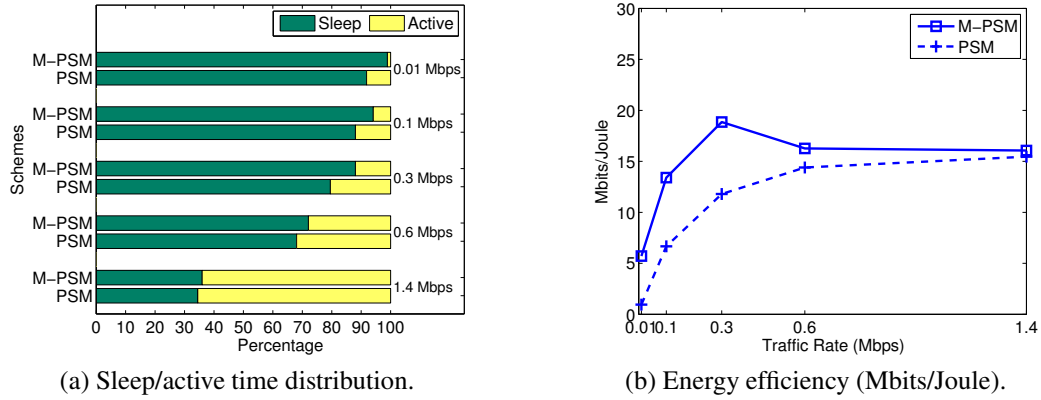 Sleep Active
M-PSM
PSM
0.01 Mbps
M-PSM
PSM
0.1 Mbps
M-PSM
PSM
0.3 Mbps
M-PSM
PSM
0.6 Mbps
M-PSM
PSM
1.4 Mbps
Schemes
0 10 20 30 40 50 60 70 80 90 100
Percentage
(a) Sleep/active time distribution.
30
25
20
15
10
5
0
Mbits/Joule
M-PSM
PSM
0.01 0.1 0.3 0.6 1.4
Traffic Rate (Mbps)
(b) Energy efficiency (Mbits/Joule).